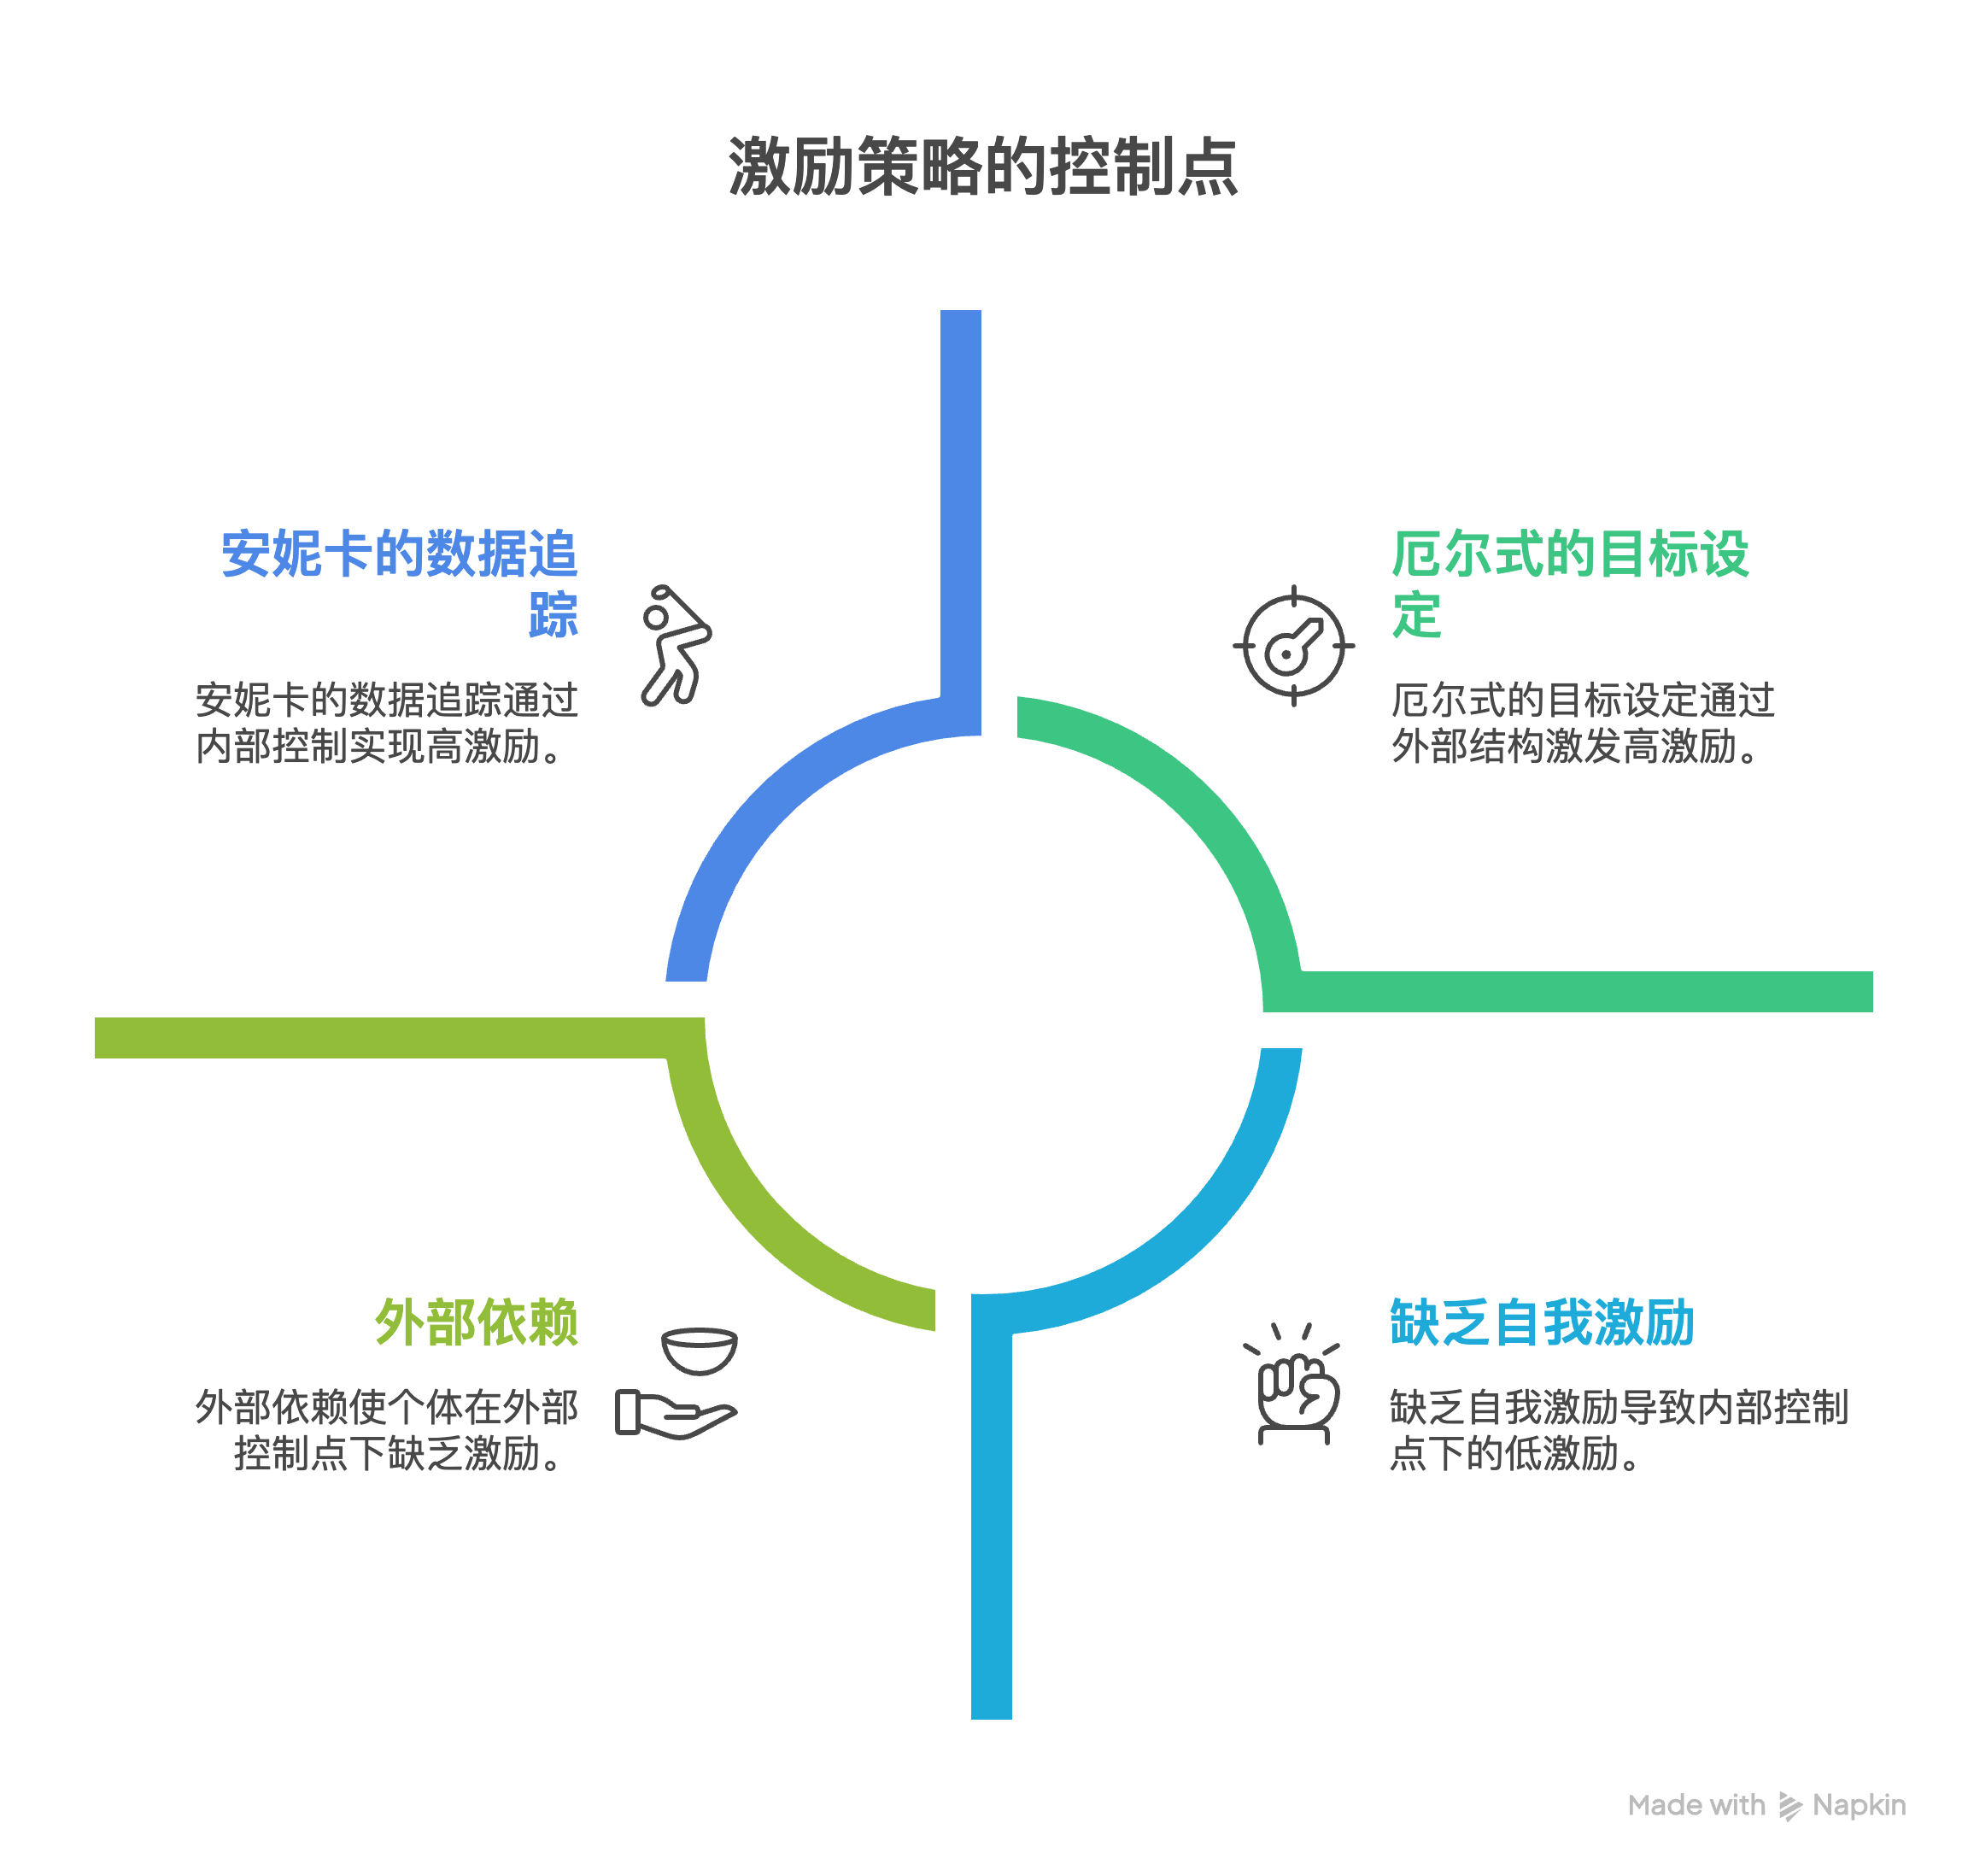 激励策略的控制点
安妮卡的数据追
踪
安妮卡的数据追踪通过
内部控制实现高激励。
厄尔式的目标设
定
厄尔式的目标设定通过
外部结构激发高激励。
外部依赖
外部依赖使个体在外部
控制点下缺乏激励。
缺乏自我激励
缺乏自我激励导致内部控制
点下的低激励。
Made with Napkin